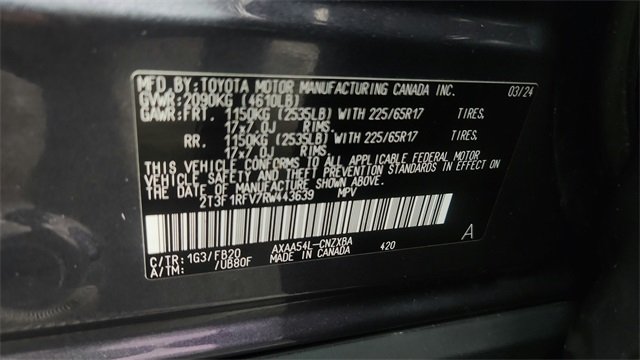 MFD.BY:TOYOTA MOTOR MANUFACTURING CANADA INC. 03/24
GVWR:2090KG (4610LB)
GAWR:FRT. 1150KG (2535LB) WITH 225/65R17 TIRES.
17x7.0J RIMS.
RR. 1150KG (2535LB) WITH 225/65R17 TIRES.
17x7.0J RIMS.
THIS VEHICLE CONFORMS TO ALL APPLICABLE FEDERAL MOTOR
VEHICLE SAFETY AND THEFT PREVENTION STANDARDS IN EFFECT ON
THE DATE OF MANUFACTURE SHOWN ABOVE.
2T3F1RFV7RW443639 MPV
C/TR:1G3/FB20 AXAA54L-CNZXBA 420 A
A/TM: /UB80F MADE IN CANADA